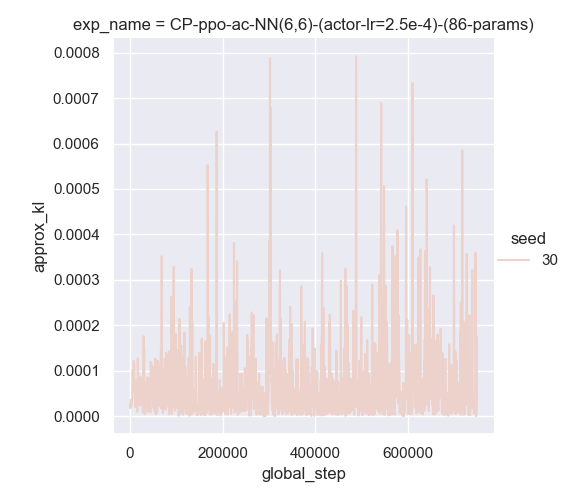 exp_name = CP-ppo-ac-NN(6,6)-(actor-lr=2.5e-4)-(86-params)
0.0008
0.0007
0.0006
0.0005
0.0004
0.0003
0.0002
0.0001
0.0000
approx_kl
0 200000 400000 600000
global_step
seed
30